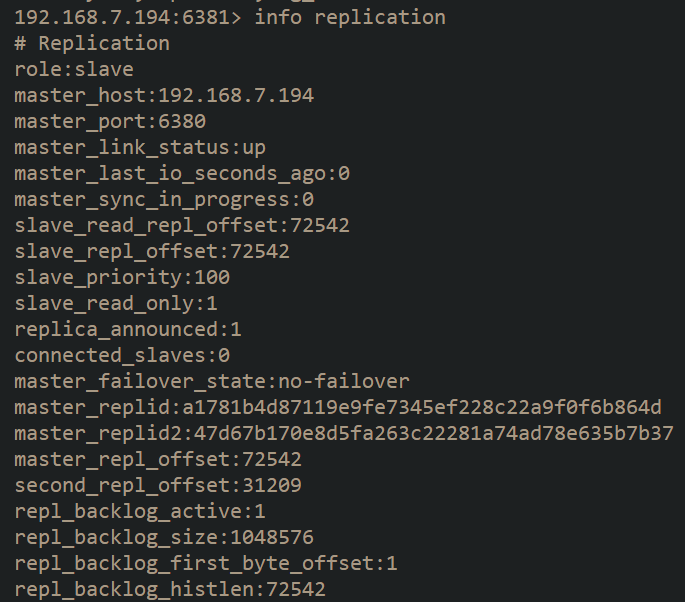 192.168.7.194:6381> info replication
# Replication
role:slave
master_host:192.168.7.194
master_port:6380
master_link_status:up
master_last_io_seconds_ago:0
master_sync_in_progress:0
slave_read_repl_offset:72542
slave_repl_offset:72542
slave_priority:100
slave_read_only:1
replica_announced:1
connected_slaves:0
master_failover_state:no-failover
master_replid:a1781b4d87119e9fe7345ef228c22a9f0f6b864d
master_replid2:47d67b170e8d5fa263c22281a74ad78e635b7b37
master_repl_offset:72542
second_repl_offset:31209
repl_backlog_active:1
repl_backlog_size:1048576
repl_backlog_first_byte_offset:1
repl_backlog_histlen:72542